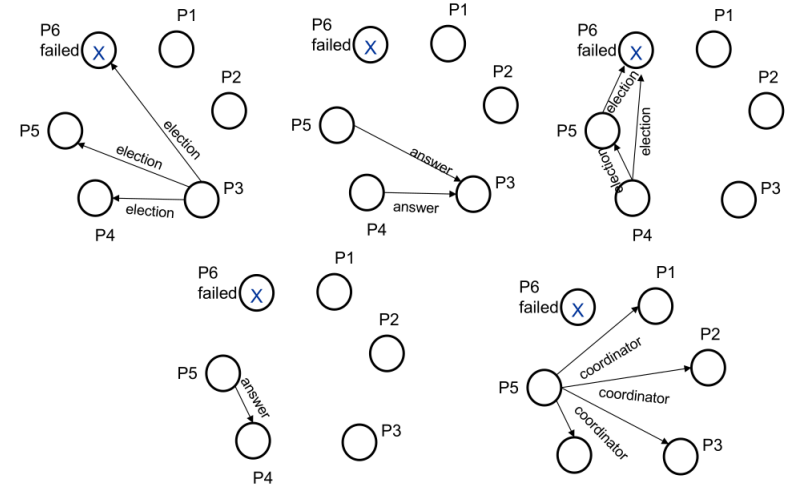 P6
failed
X
P1
P2
P5
election
election
election
P3
P4
P6
failed
X
P1
P2
P5
answer
answer
P3
P4
P6
failed
X
P1
P2
P5
election
election
election
P3
P4
P6
failed
X
P1
P2
P5
answer
P3
P4
P6
failed
X
P1
P2
P5
coordinator
coordinator
coordinator
P3